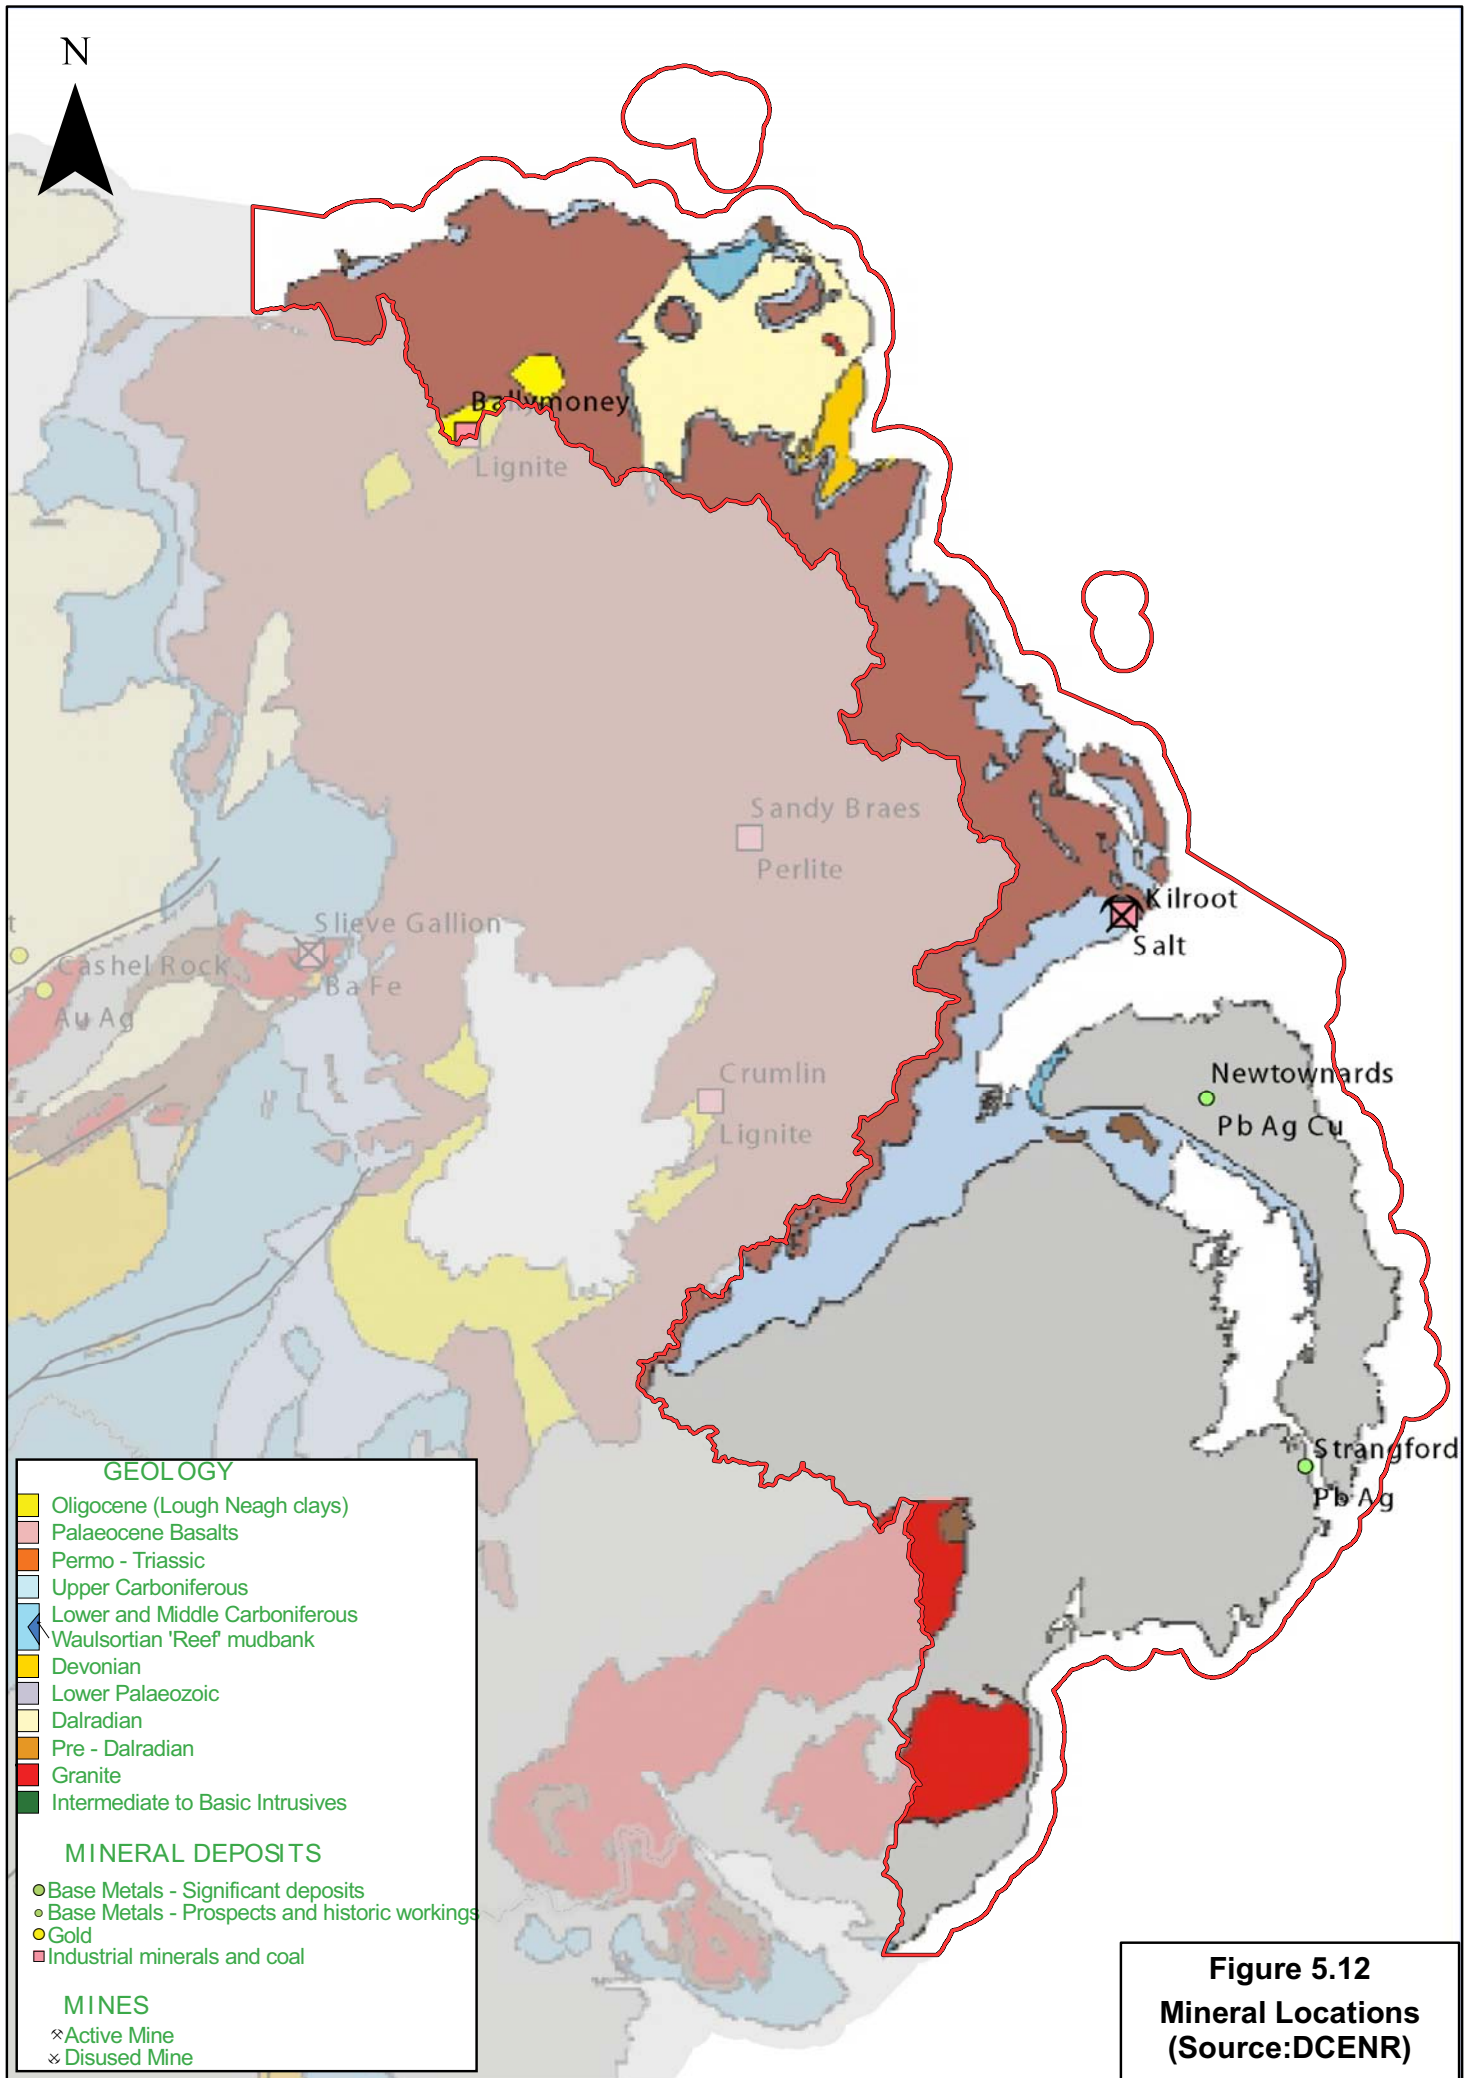 N
Ballymoney
Lignite
Sandy Braes
Perlite
Kilroot
Salt
t
Slieve Gallion
Ba Fe
Cashel Rock
Au Ag
Crumlin
Lignite
Newtownards
Pb Ag Cu
Strangford
Pb Ag
GEOLOGY
Oligocene (Lough Neagh clays)
Palaeocene Basalts
Permo - Triassic
Upper Carboniferous
Lower and Middle Carboniferous
Waulsortian 'Reef' mudbank
Devonian
Lower Palaeozoic
Dalradian
Pre - Dalradian
Granite
Intermediate to Basic Intrusives
MINERAL DEPOSITS
Base Metals - Significant deposits
Base Metals - Prospects and historic workings
Gold
Industrial minerals and coal
MINES
Active Mine
Disused Mine
Figure 5.12
Mineral Locations
(Source:DCENR)